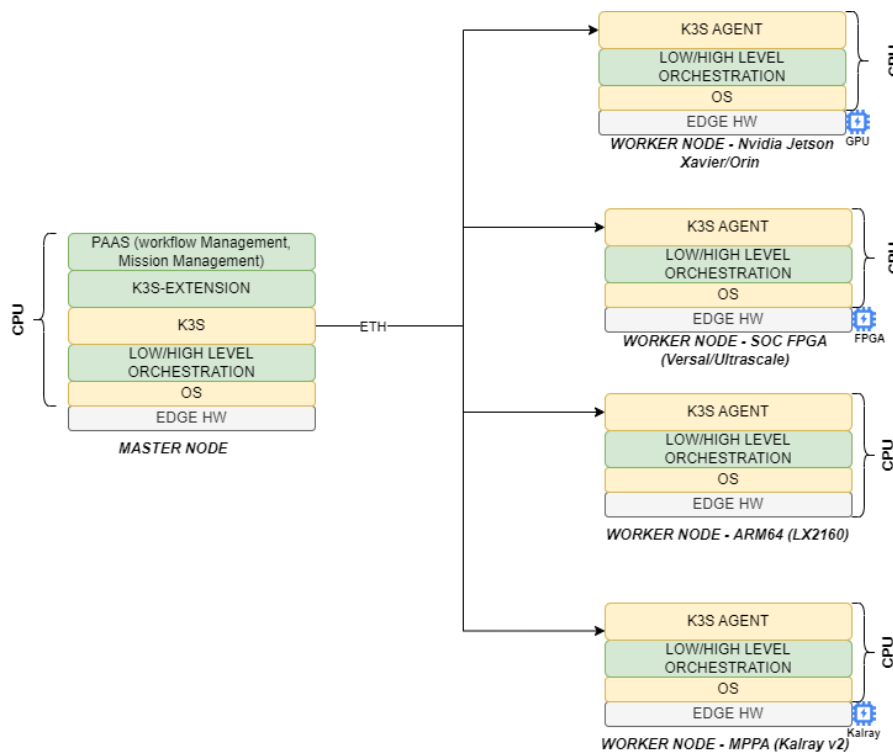 K3S AGENT
LOW/HIGH LEVEL
ORCHESTRATION
OS
EDGE HW
CPU
GPU
WORKER NODE - Nvidia Jetson
Xavier/Orin
PAAS (workflow Management,
Mission Management)
K3S-EXTENSION
K3S
LOW/HIGH LEVEL
ORCHESTRATION
OS
EDGE HW
CPU
MASTER NODE
ETH
K3S AGENT
LOW/HIGH LEVEL
ORCHESTRATION
OS
EDGE HW
CPU
FPGA
WORKER NODE - SOC FPGA
(Versal/Ultrascale)
K3S AGENT
LOW/HIGH LEVEL
ORCHESTRATION
OS
EDGE HW
CPU
WORKER NODE - ARM64 (LX2160)
K3S AGENT
LOW/HIGH LEVEL
ORCHESTRATION
OS
EDGE HW
CPU
Kalray
WORKER NODE - MPPA (Kalray v2)